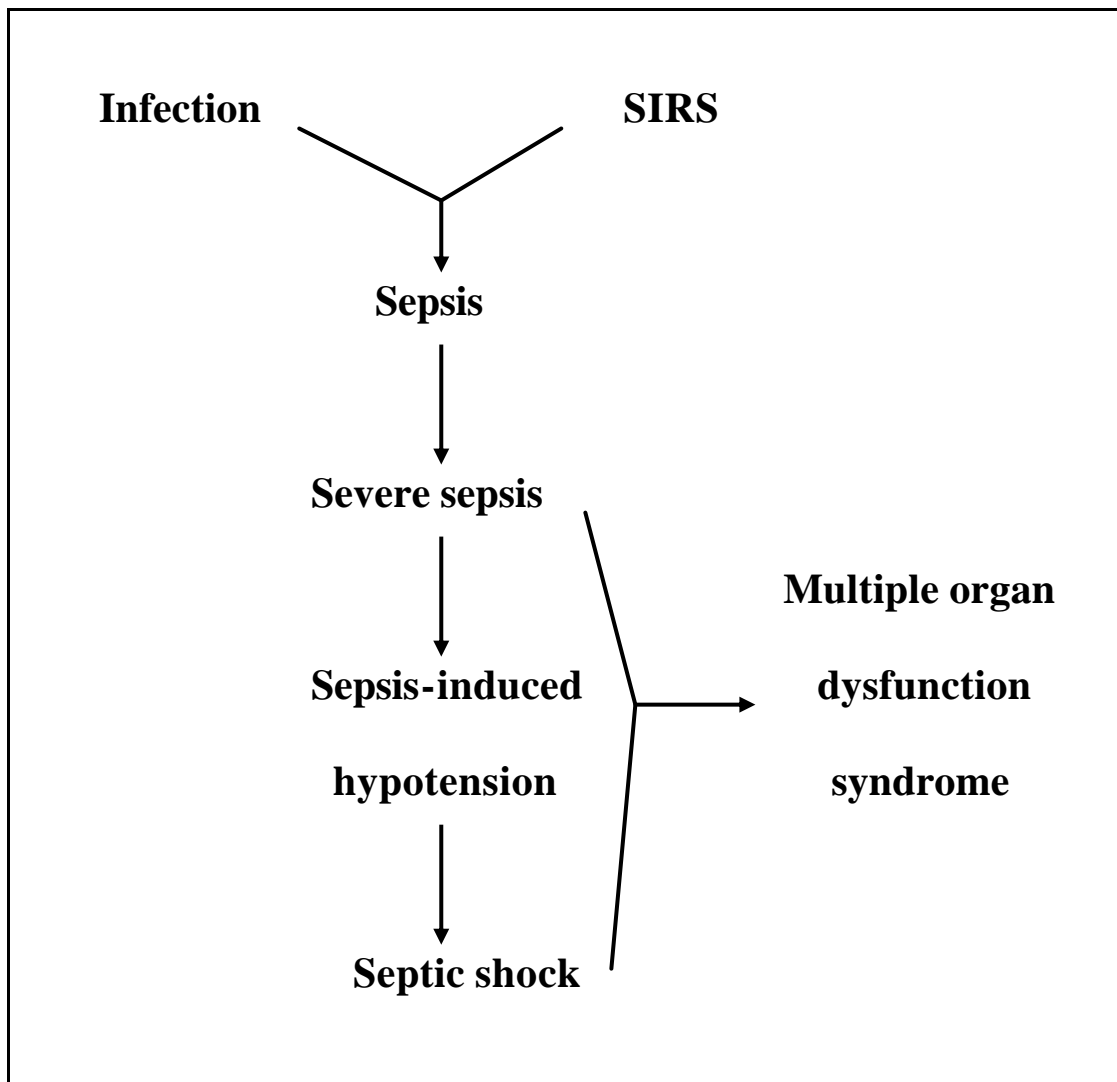 Infection
SIRS
Sepsis
Severe sepsis
Sepsis-induced
hypotension
Multiple organ
dysfunction
syndrome
Septic shock